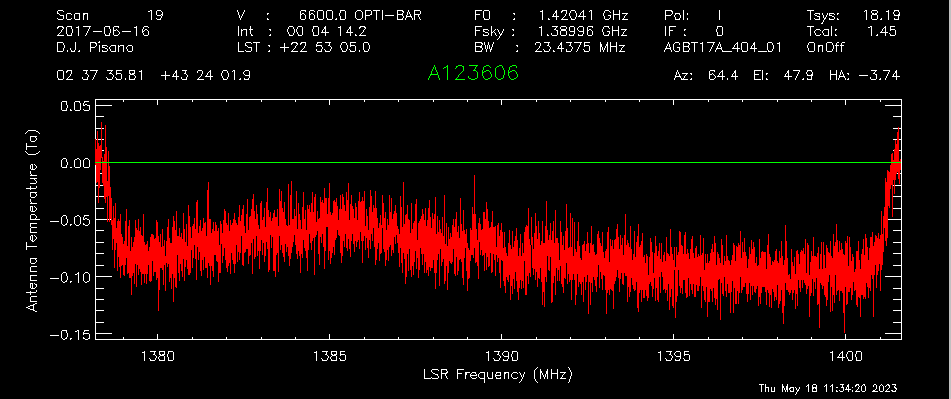 Scan 19 V : 6600.0 OPTI-BAR F0 : 1.42041 GHz Pol: I Tsys: 18.19
2017-06-16 Int : 00 04 14.2 Fsky : 1.38996 GHz IF : 0 Tcal: 1.45
D.J. Pisano LST : +22 53 05.0 BW : 23.4375 MHz AGBT17A_404_01 OnOff
02 37 35.81 +43 24 01.9 A123606 Az: 64.4 El: 47.9 HA: -3.74
0.05
0.00
-0.05
-0.10
-0.15
Antenna Temperature (Ta)
1380 1385 1390 1395 1400
LSR Frequency (MHz)
Thu May 18 11:34:20 2023